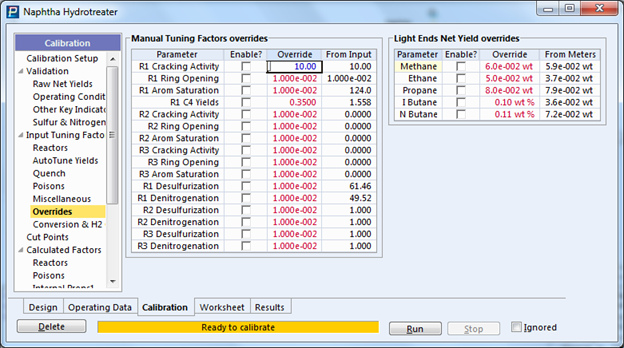 Naphtha Hydrotreater
Calibration
Calibration Setup
Validation
Raw Net Yields
Operating Condit
Other Key Indicato
Sulfur & Nitrogen
Input Tuning Facto
Reactors
AutoTune Yields
Quench
Poisons
Miscellaneous
Overrides
Conversion & H2
Cut Points
Calculated Factors
Reactors
Poisons
Manual Tuning Factors overrides
Parameter Enable? Override From Input
R1 Cracking Activity 10.00 10.00
R1 Ring Opening 1.000e-002 1.000e-002
R1 Arom Saturation 1.000e-002 124.0
R1 C4 Yields 0.3500 1.558
R2 Cracking Activity 1.000e-002 0.0000
R2 Ring Opening 1.000e-002 0.0000
R2 Arom Saturation 1.000e-002 0.0000
R3 Cracking Activity 1.000e-002 0.0000
R3 Ring Opening 1.000e-002 0.0000
R3 Arom Saturation 1.000e-002 0.0000
R1 Desulfurization 1.000e-002 61.46
R1 Denitrogenation 1.000e-002 49.52
R2 Desulfurization 1.000e-002 1.000
R2 Denitrogenation 1.000e-002 1.000
R3 Desulfurization 1.000e-002 1.000
R3 Denitrogenation 1.000e-002 1.000
Light Ends Net Yield overrides
Parameter Enable? Override From Meters
Methane 6.0e-002 wt 5.9e-002 wt
Ethane 5.0e-002 wt 3.7e-002 wt
Propane 8.0e-002 wt 7.9e-002 wt
I Butane 0.10 wt % 3.6e-002 wt
N Butane 0.11 wt % 7.2e-002 wt
Design Operating Data Calibration Worksheet Results
Delete Ready to calibrate Run Stop Ignored